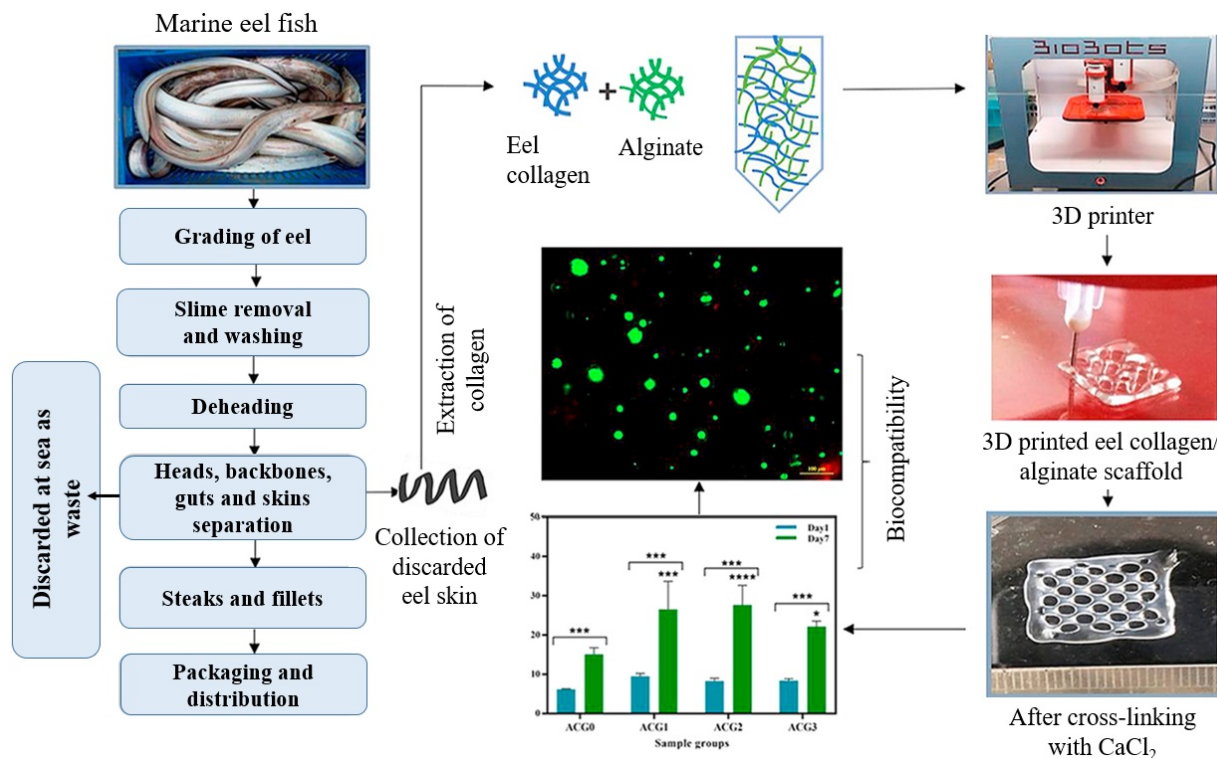 Marine eel fish
Grading of eel
Slime removal
and washing
Deheading
Heads, backbones,
guts and skins
separation
Steaks and fillets
Packaging and
distribution
Discarded at sea as
waste
Collection of
discarded
eel skin
Extraction of
collagen
Eel
collagen
+
Alginate
BioBots
3D printer
3D printed eel collagen/
alginate scaffold
After cross-linking
with CaCl₂
Biocompatibility
100 μm
Day1
Day7
50
40
30
20
10
0
***
***
***
***
****
***
*
ACG0
ACG1
ACG2
ACG3
Sample groups